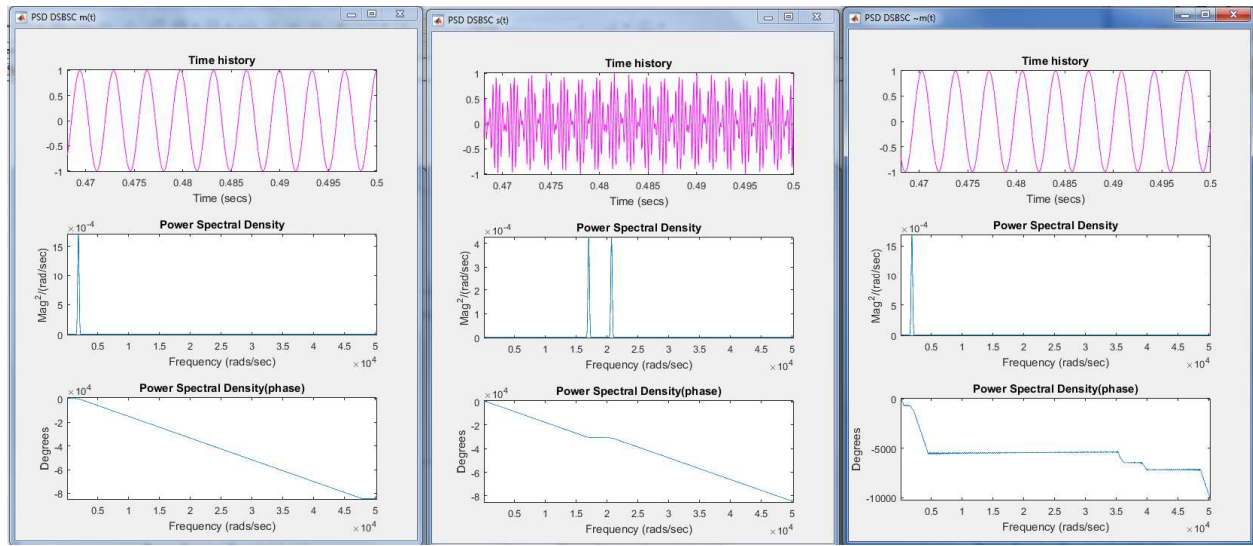 PSD DSBSC m(t)
Time history
1
0.5
0
-0.5
-1
0.47 0.475 0.48 0.485 0.49 0.495 0.5
Time (secs)
×10⁻⁴
Power Spectral Density
15
10
5
0
Mag²/(rad/sec)
0.5 1 1.5 2 2.5 3 3.5 4 4.5 5
Frequency (rads/sec)
×10⁴
×10⁴
Power Spectral Density(phase)
0
-2
-4
-6
-8
Degrees
0.5 1 1.5 2 2.5 3 3.5 4 4.5 5
Frequency (rads/sec)
×10⁴
PSD DSBSC s(t)
Time history
1
0.5
0
-0.5
-1
0.47 0.475 0.48 0.485 0.49 0.495 0.5
Time (secs)
×10⁻⁴
Power Spectral Density
4
3
2
1
0
Mag²/(rad/sec)
0.5 1 1.5 2 2.5 3 3.5 4 4.5 5
Frequency (rads/sec)
×10⁴
×10⁴
Power Spectral Density(phase)
0
-2
-4
-6
-8
Degrees
0.5 1 1.5 2 2.5 3 3.5 4 4.5 5
Frequency (rads/sec)
×10⁴
PSD DSBSC ~m(t)
Time history
1
0.5
0
-0.5
-1
0.47 0.475 0.48 0.485 0.49 0.495 0.5
Time (secs)
×10⁻⁴
Power Spectral Density
15
10
5
0
Mag²/(rad/sec)
0.5 1 1.5 2 2.5 3 3.5 4 4.5 5
Frequency (rads/sec)
×10⁴
Power Spectral Density(phase)
0
-5000
-10000
Degrees
0.5 1 1.5 2 2.5 3 3.5 4 4.5 5
Frequency (rads/sec)
×10⁴